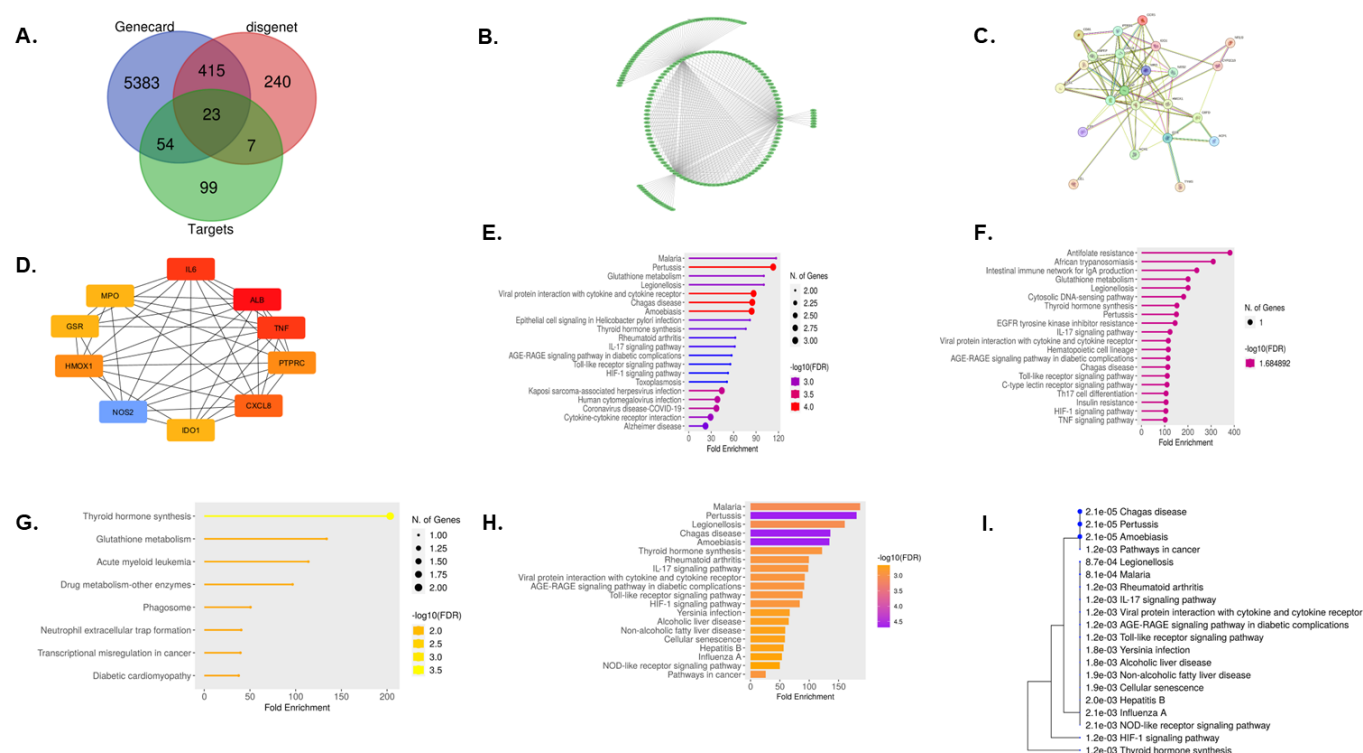 A.
Genecard
disgenet
5383
415
240
23
54
7
99
Targets
B.
C.
D.
IL6
MPO
ALB
GSR
TNF
HMOX1
PTPRC
NOS2
CXCL8
IDO1
E.
Malaria
Pertussis
Glutathione metabolism
Legionellosis
Viral protein interaction with cytokine and cytokine receptor
Chagas disease
Amoebiasis
Epithelial cell signaling in Helicobacter pylori infection
Thyroid hormone synthesis
Rheumatoid arthritis
IL-17 signaling pathway
AGE-RAGE signaling pathway in diabetic complications
Toll-like receptor signaling pathway
HIF-1 signaling pathway
Toxoplasmosis
Kaposi sarcoma-associated herpesvirus infection
Human cytomegalovirus infection
Coronavirus disease-COVID-19
Cytokine-cytokine receptor interaction
Alzheimer disease
0 30 60 90 120
Fold Enrichment
N. of Genes
2.00
2.25
2.50
2.75
3.00
-log10(FDR)
3.0
3.5
4.0
F.
Antifolate resistance
African trypanosomiasis
Intestinal immune network for IgA production
Glutathione metabolism
Legionellosis
Cytosolic DNA-sensing pathway
Thyroid hormone synthesis
Pertussis
EGFR tyrosine kinase inhibitor resistance
IL-17 signaling pathway
Viral protein interaction with cytokine and cytokine receptor
Hematopoietic cell lineage
AGE-RAGE signaling pathway in diabetic complications
Chagas disease
Toll-like receptor signaling pathway
C-type lectin receptor signaling pathway
Th17 cell differentiation
Insulin resistance
HIF-1 signaling pathway
TNF signaling pathway
0 100 200 300 400
Fold Enrichment
N. of Genes
1
-log10(FDR)
1.684892
G.
Thyroid hormone synthesis
Glutathione metabolism
Acute myeloid leukemia
Drug metabolism-other enzymes
Phagosome
Neutrophil extracellular trap formation
Transcriptional misregulation in cancer
Diabetic cardiomyopathy
0 50 100 150 200
Fold Enrichment
N. of Genes
1.00
1.25
1.50
1.75
2.00
-log10(FDR)
2.0
2.5
3.0
3.5
H.
Malaria
Pertussis
Legionellosis
Chagas disease
Amoebiasis
Thyroid hormone synthesis
Rheumatoid arthritis
IL-17 signaling pathway
Viral protein interaction with cytokine and cytokine receptor
AGE-RAGE signaling pathway in diabetic complications
Toll-like receptor signaling pathway
HIF-1 signaling pathway
Yersinia infection
Alcoholic liver disease
Non-alcoholic fatty liver disease
Cellular senescence
Hepatitis B
Influenza A
NOD-like receptor signaling pathway
Pathways in cancer
0 50 100 150
Fold Enrichment
-log10(FDR)
3.0
3.5
4.0
4.5
I.
2.1e-05 Chagas disease
2.1e-05 Pertussis
2.1e-05 Amoebiasis
1.2e-03 Pathways in cancer
8.7e-04 Legionellosis
8.1e-04 Malaria
1.2e-03 Rheumatoid arthritis
1.2e-03 IL-17 signaling pathway
1.2e-03 Viral protein interaction with cytokine and cytokine receptor
1.2e-03 AGE-RAGE signaling pathway in diabetic complications
1.2e-03 Toll-like receptor signaling pathway
1.8e-03 Yersinia infection
1.8e-03 Alcoholic liver disease
1.9e-03 Non-alcoholic fatty liver disease
1.9e-03 Cellular senescence
2.0e-03 Hepatitis B
2.1e-03 Influenza A
2.1e-03 NOD-like receptor signaling pathway
1.2e-03 HIF-1 signaling pathway
1.2e-03 Thyroid hormone synthesis